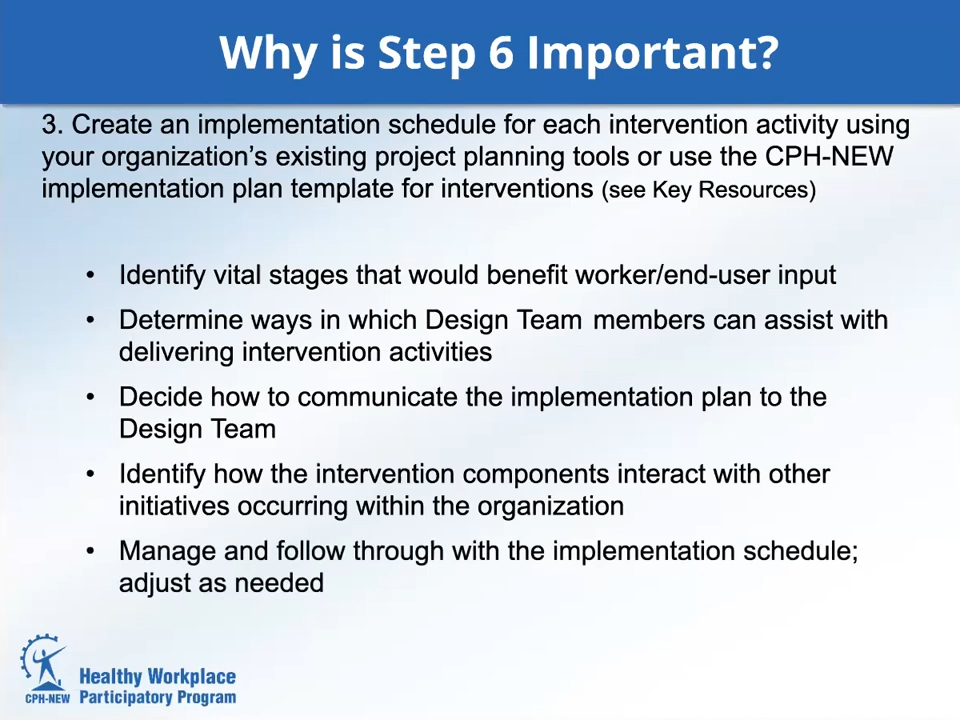 Why is Step 6 Important?
3. Create an implementation schedule for each intervention activity using
your organization’s existing project planning tools or use the CPH-NEW
implementation plan template for interventions (see Key Resources)
• Identify vital stages that would benefit worker/end-user input
• Determine ways in which Design Team members can assist with
delivering intervention activities
• Decide how to communicate the implementation plan to the
Design Team
• Identify how the intervention components interact with other
initiatives occurring within the organization
• Manage and follow through with the implementation schedule;
adjust as needed
CPH-NEW
Healthy Workplace
Participatory Program